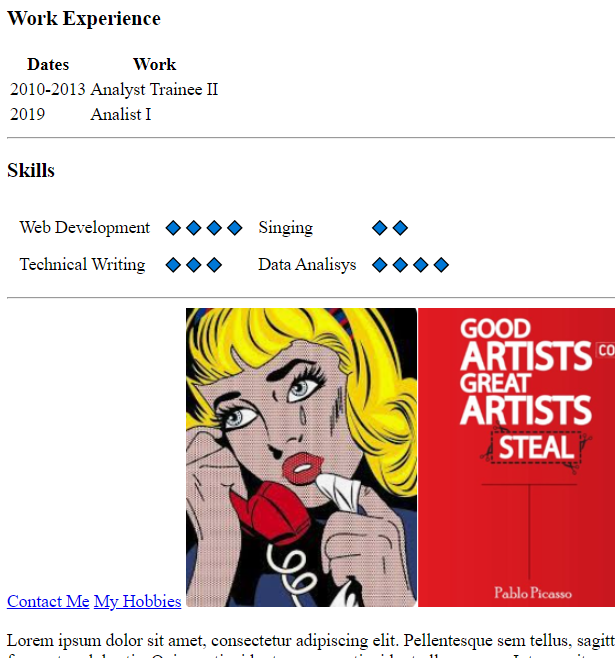 Work Experience
Dates Work
2010-2013 Analyst Trainee II
2019 Analist I
Skills
Web Development Singing
Technical Writing Data Analisys
GOOD
ARTISTS CO
GREAT
ARTISTS
STEAL
Pablo Picasso
Contact Me My Hobbies
Lorem ipsum dolor sit amet, consectetur adipiscing elit. Pellentesque sem tellus, sagitt